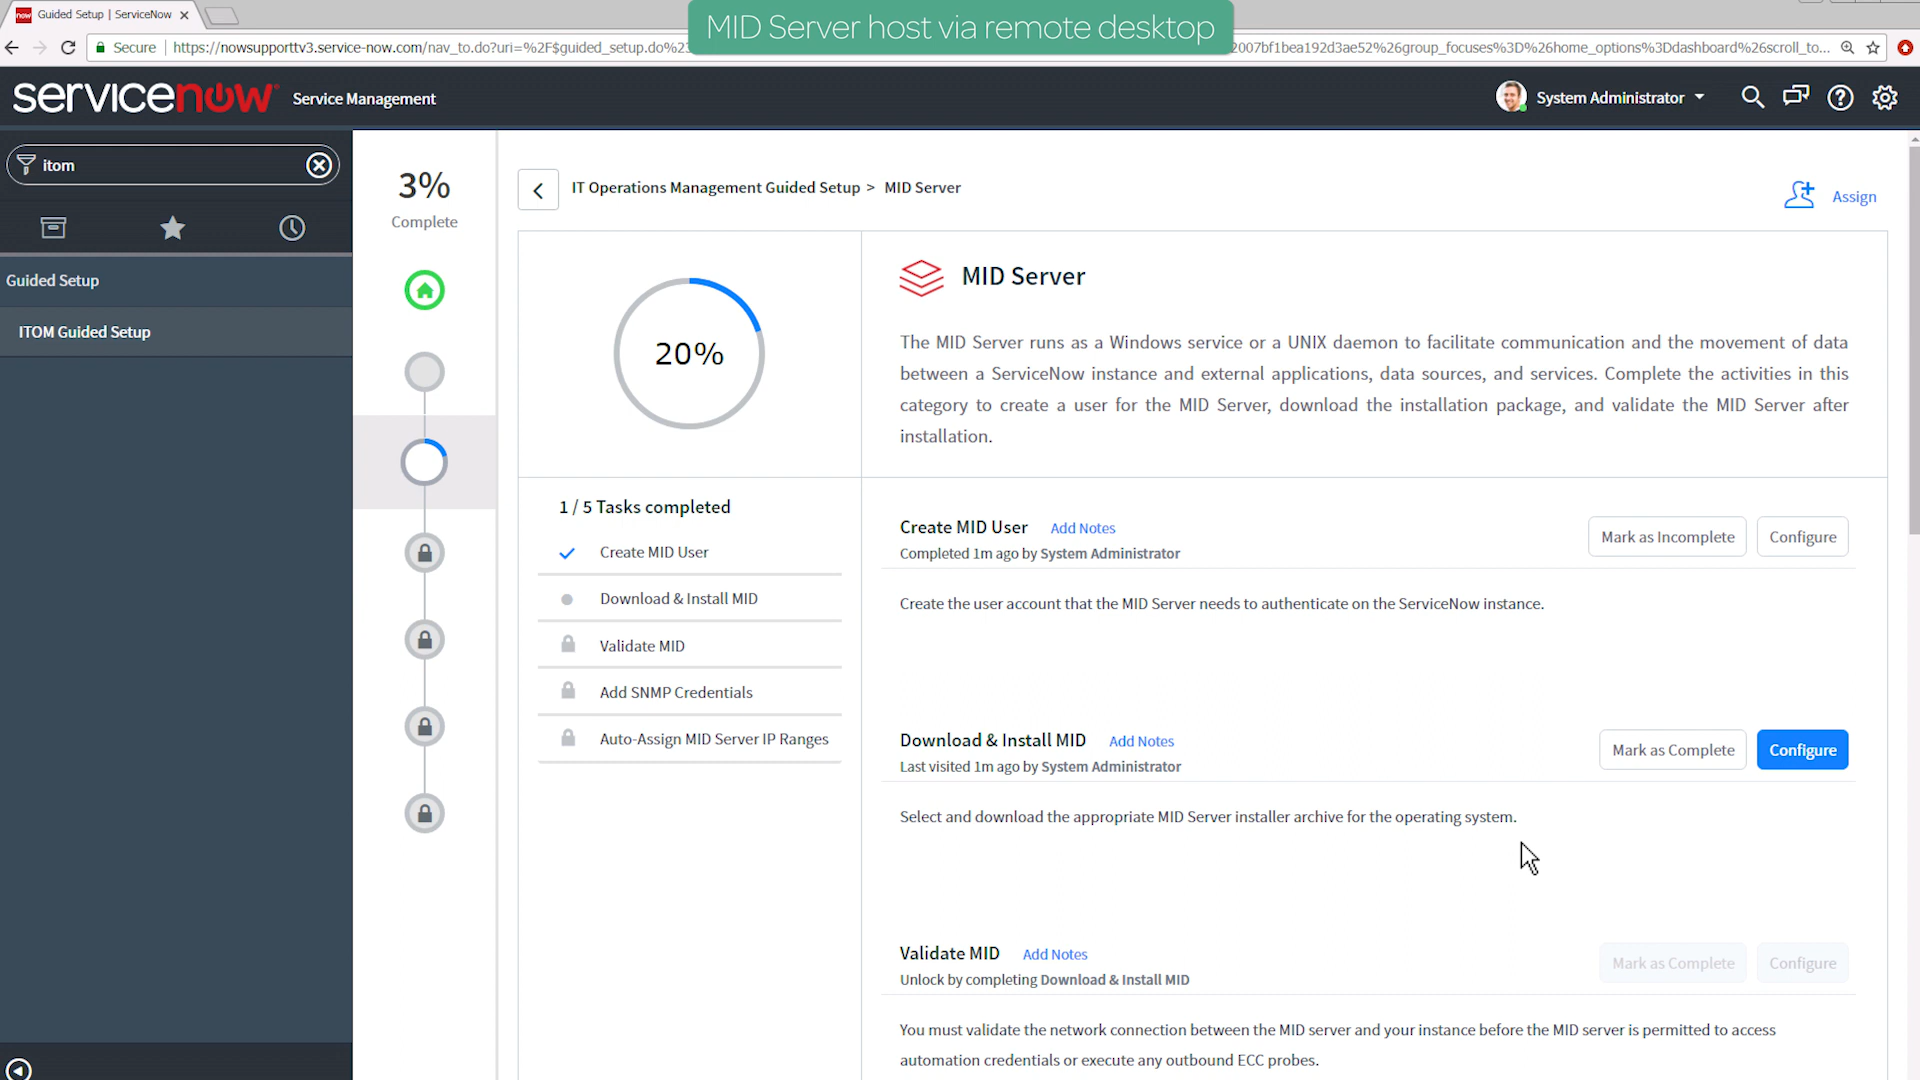 Guided Setup | ServiceNow
MID Server host via remote desktop
Secure
https://nowsupporttv3.service-now.com/nav_to.do?uri=%2F$guided_setup.do%2
2007bf1bea192d3ae52%26group_focuses%3D%26home_options%3Ddashboard%26scroll_to...
servicenow
Service Management
System Administrator
itom
Guided Setup
ITOM Guided Setup
3%
Complete
IT Operations Management Guided Setup > MID Server
Assign
20%
MID Server
The MID Server runs as a Windows service or a UNIX daemon to facilitate communication and the movement of data
between a ServiceNow instance and external applications, data sources, and services. Complete the activities in this
category to create a user for the MID Server, download the installation package, and validate the MID Server after
installation.
1 / 5 Tasks completed
Create MID User
Download & Install MID
Validate MID
Add SNMP Credentials
Auto-Assign MID Server IP Ranges
Create MID User Add Notes
Completed 1m ago by System Administrator
Mark as Incomplete
Configure
Create the user account that the MID Server needs to authenticate on the ServiceNow instance.
Download & Install MID Add Notes
Last visited 1m ago by System Administrator
Mark as Complete
Configure
Select and download the appropriate MID Server installer archive for the operating system.
Validate MID Add Notes
Unlock by completing Download & Install MID
Mark as Complete
Configure
You must validate the network connection between the MID server and your instance before the MID server is permitted to access
automation credentials or execute any outbound ECC probes.